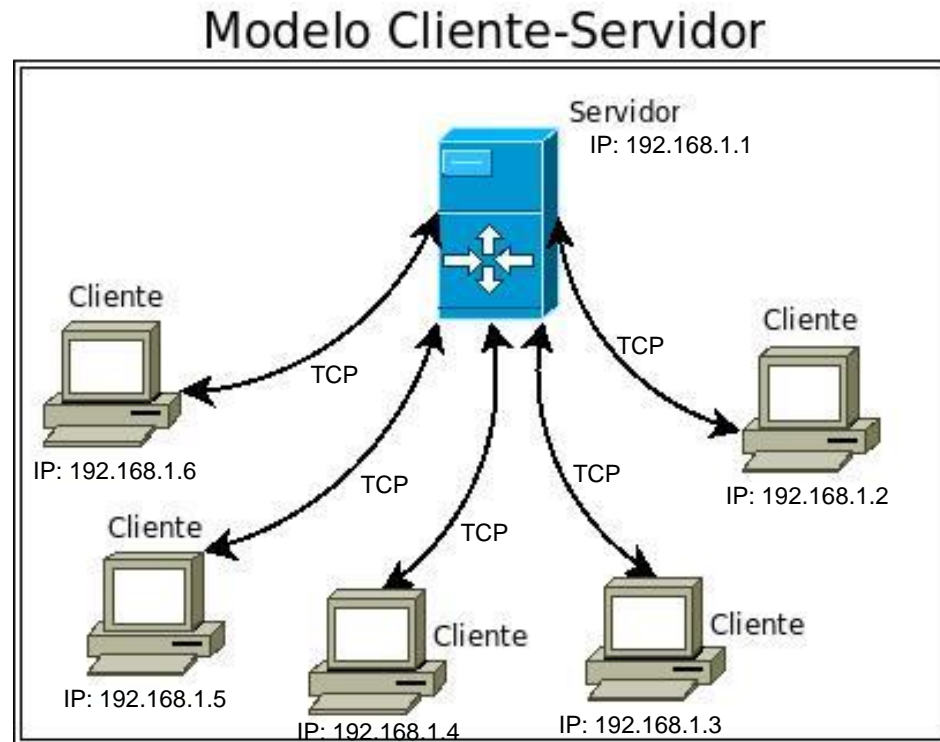 Modelo Cliente-Servidor
Servidor
IP: 192.168.1.1
Cliente
TCP
IP: 192.168.1.6
Cliente
TCP
IP: 192.168.1.2
Cliente
TCP
IP: 192.168.1.5
Cliente
TCP
IP: 192.168.1.4
Cliente
TCP
IP: 192.168.1.3